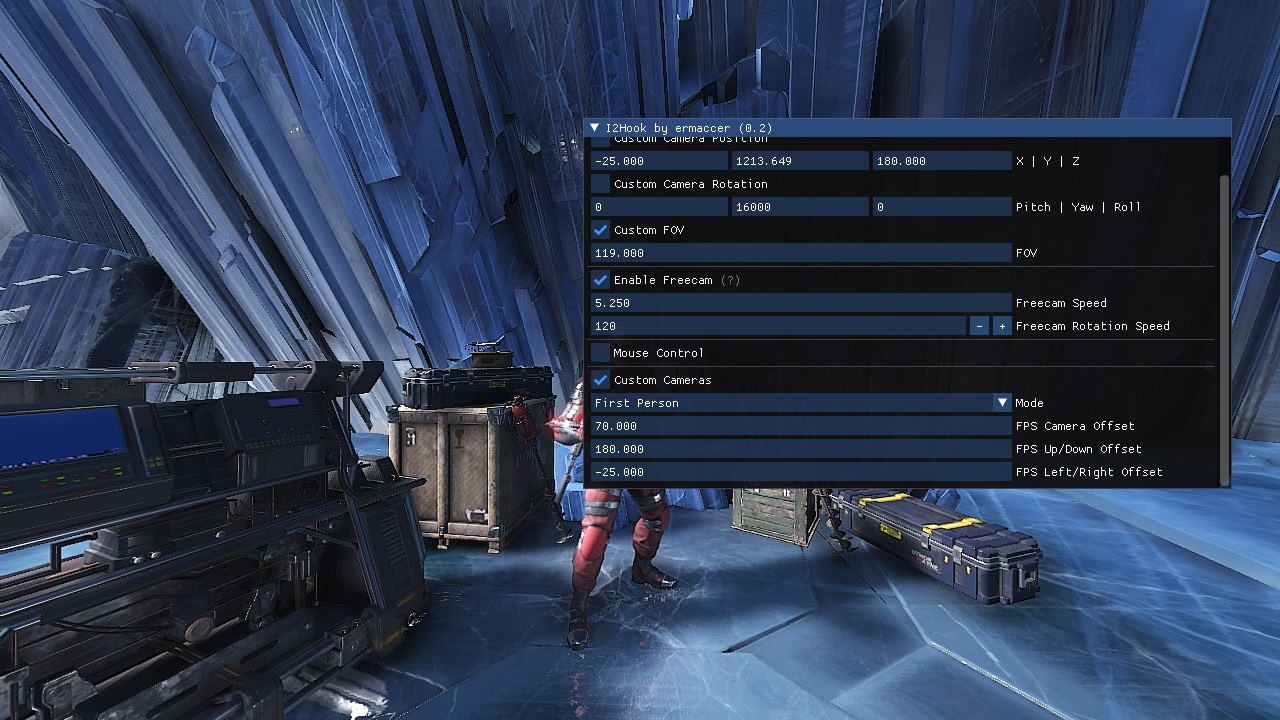 I2Hook by ermaccer (0.2)
Custom Camera Position
-25.000 1213.649 180.000 X | Y | Z
Custom Camera Rotation
0 16000 0 Pitch | Yaw | Roll
Custom FOV
119.000 FOV
Enable Freecam (?)
5.250 Freecam Speed
120 - + Freecam Rotation Speed
Mouse Control
Custom Cameras
First Person Mode
70.000 FPS Camera Offset
180.000 FPS Up/Down Offset
-25.000 FPS Left/Right Offset